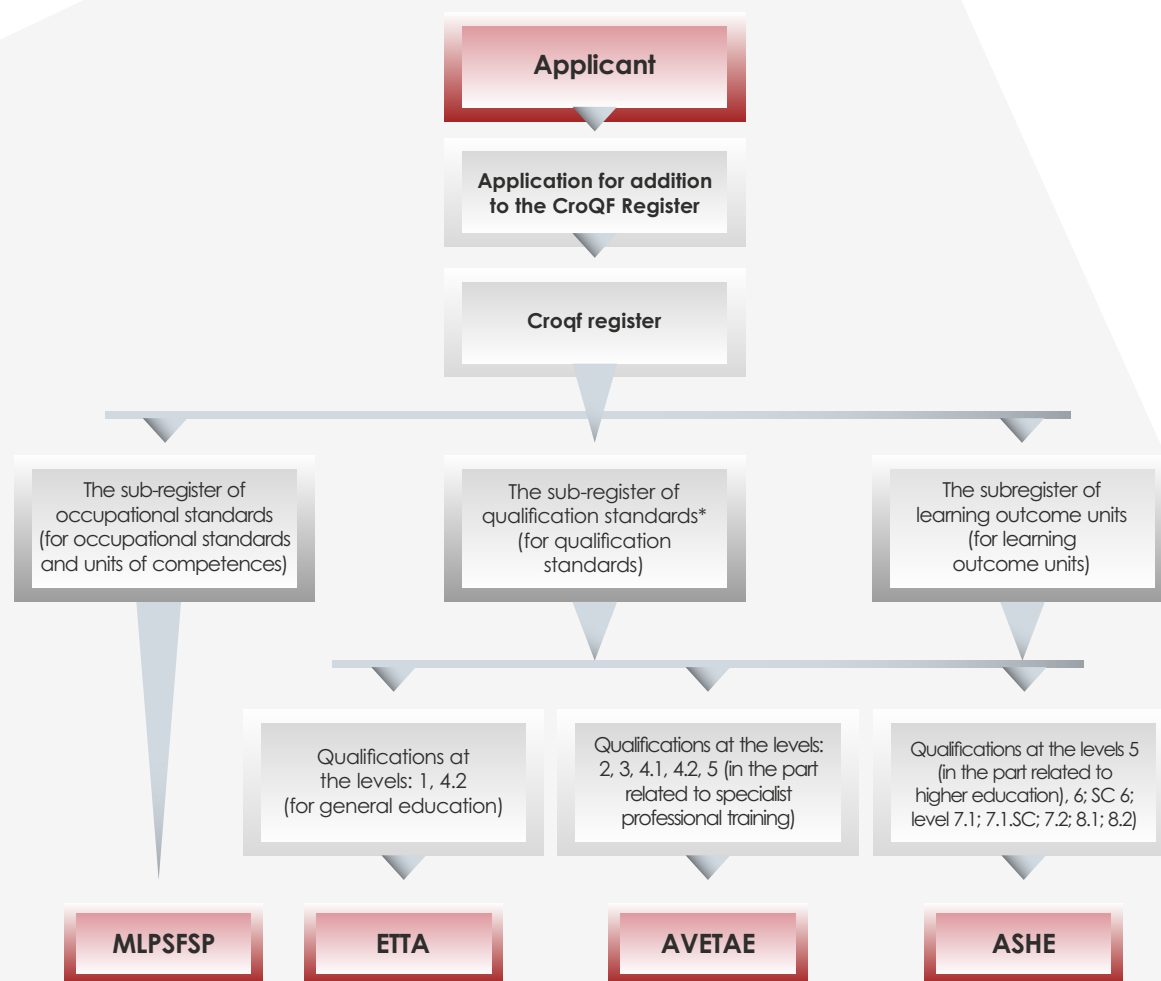 Applicant
Application for addition
to the CroQF Register
Croqf register
The sub-register of
occupational standards
(for occupational standards
and units of competences)
The sub-register of
qualification standards*
(for qualification
standards)
The subregister of
learning outcome units
(for learning
outcome units)
Qualifications at
the levels: 1, 4.2
(for general education)
Qualifications at the levels:
2, 3, 4.1, 4.2, 5 (in the part
related to specialist
professional training)
Qualifications at the levels 5
(in the part related to
higher education), 6; SC 6;
level 7.1; 7.1.SC; 7.2; 8.1; 8.2)
MLPSFSP
ETTA
AVETAE
ASHE